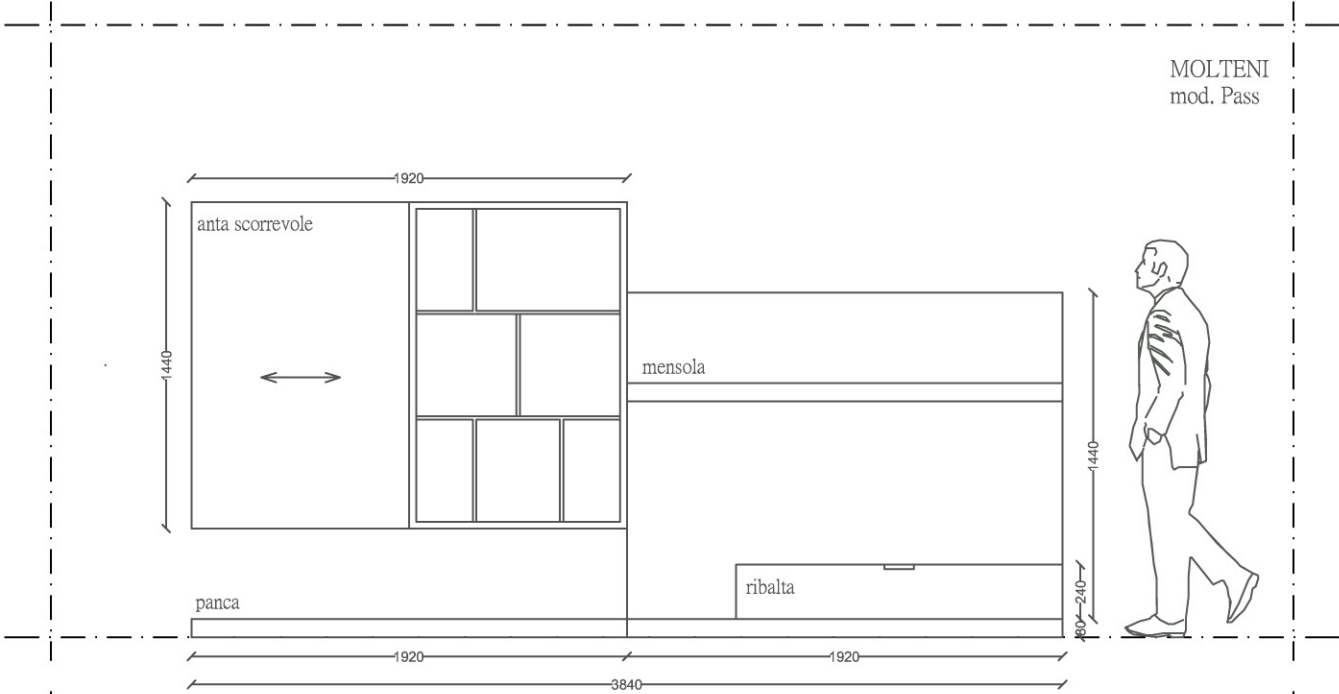 MOLTENI
mod. Pass
1920
anta scorrevole
1440
mensola
1440
ribalta
240
panca
80
1920
1920
3840